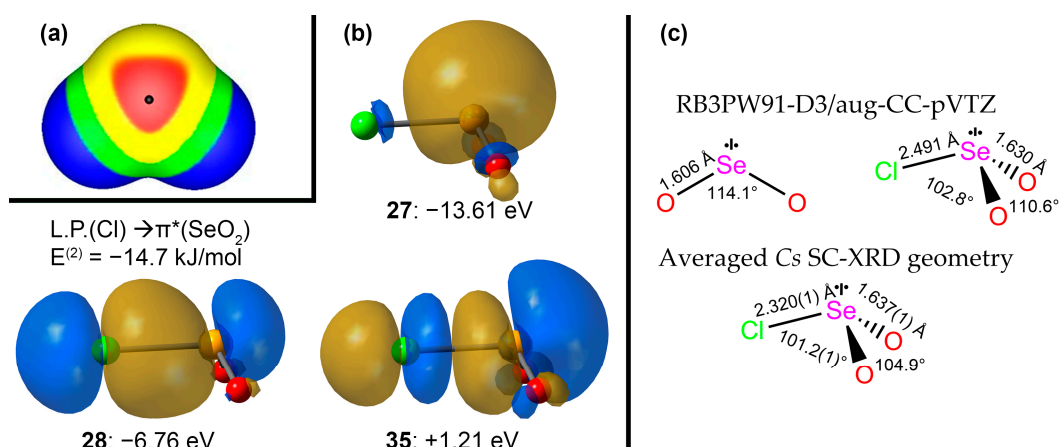 (a)
L.P.(Cl) →π*(SeO₂)
E⁽²⁾ = −14.7 kJ/mol
28: −6.76 eV
(b)
27: −13.61 eV
35: +1.21 eV
(c)
RB3PW91-D3/aug-CC-pVTZ
1.606 Å
Se
O
O
114.1°
2.491 Å
Se
1.630 Å
Cl
O
O
102.8°
110.6°
Averaged Cs SC-XRD geometry
2.320(1) Å
Se
1.637(1) Å
Cl
O
O
101.2(1)°
104.9°